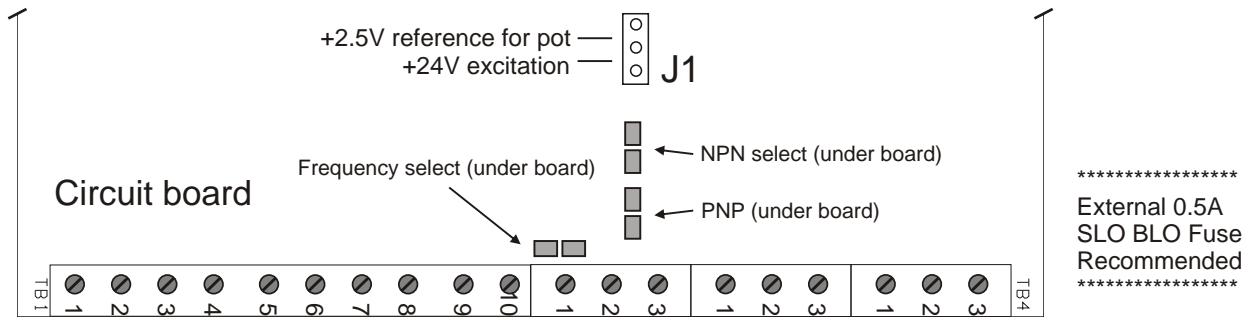 +2.5V reference for pot
+24V excitation
J1
NPN select (under board)
Frequency select (under board)
Circuit board
PNP (under board)
*****************
External 0.5A
SLO BLO Fuse
Recommended
*****************
TB1 1 2 3 4 5 6 7 8 9 10 1 2 3 1 2 3 1 2 3 TB4